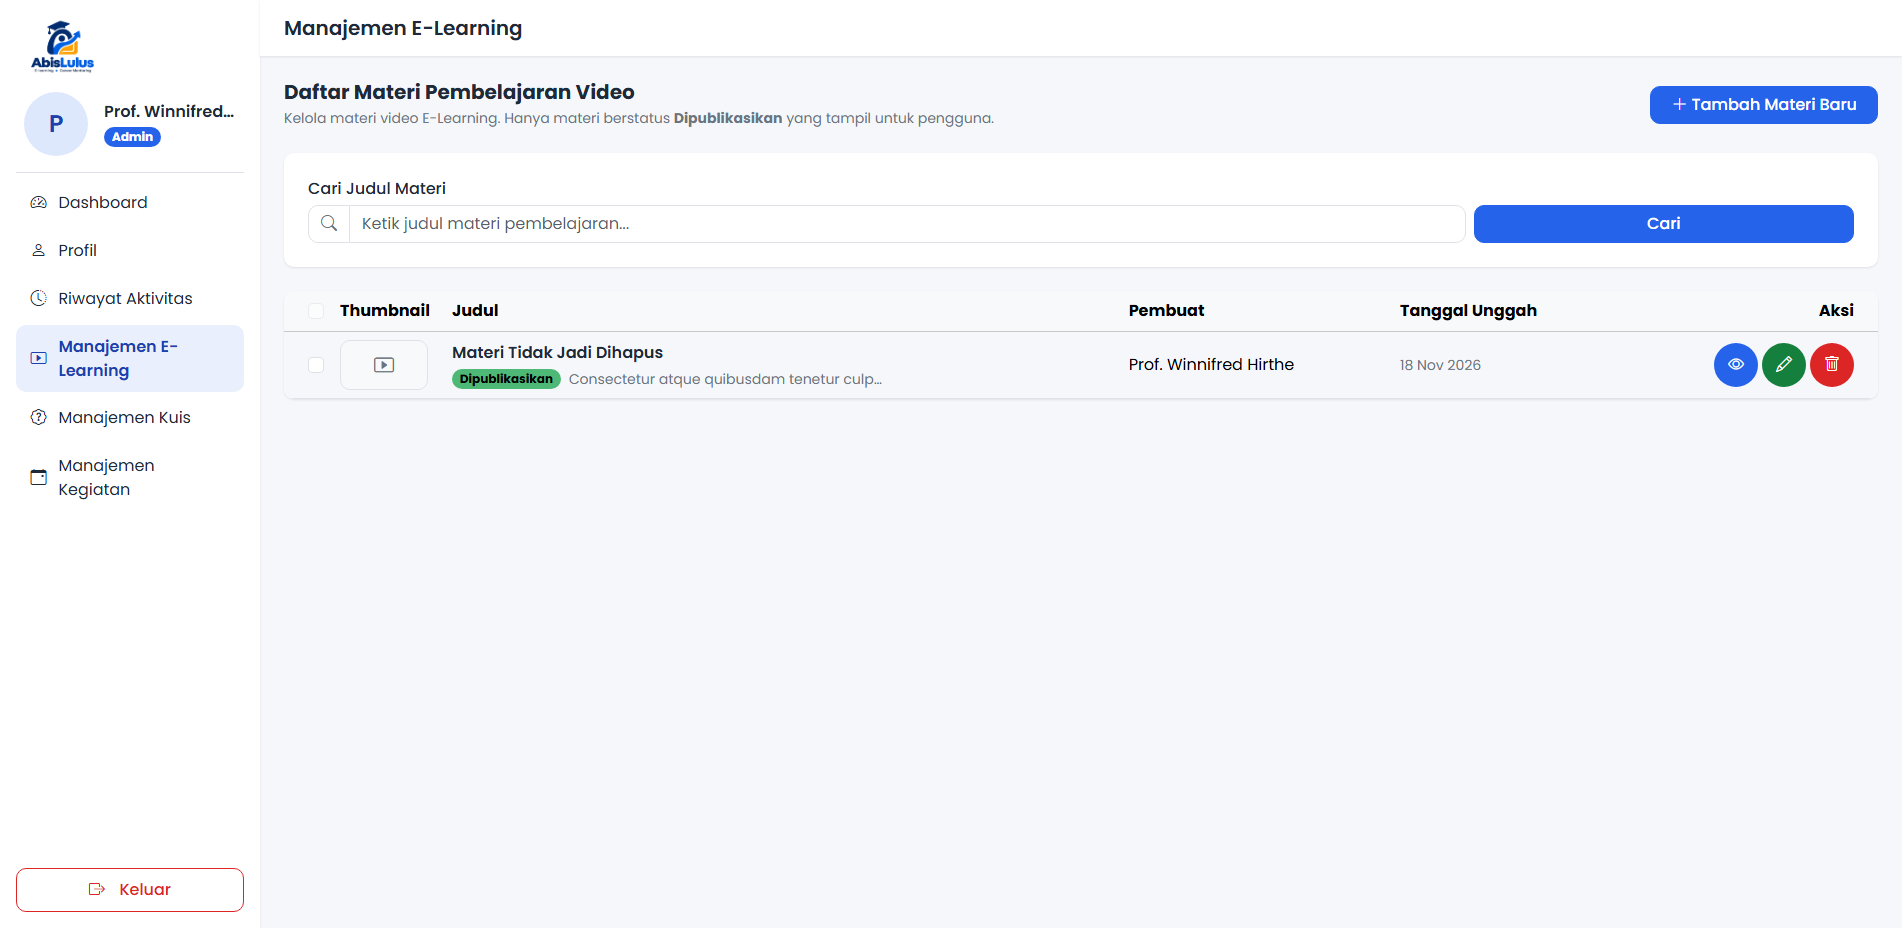 AbisLulus
Manajemen E-Learning
P
Prof. Winnifred...
Admin
Dashboard
Profil
Riwayat Aktivitas
Manajemen E-
Learning
Manajemen Kuis
Manajemen
Kegiatan
Keluar
Daftar Materi Pembelajaran Video
Kelola materi video E-Learning. Hanya materi berstatus Dipublikasikan yang tampil untuk pengguna.
+ Tambah Materi Baru
Cari Judul Materi
Ketik judul materi pembelajaran...
Cari
Thumbnail Judul Pembuat Tanggal Unggah Aksi
Materi Tidak Jadi Dihapus
Dipublikasikan Consectetur atque quibusdam tenetur culp...
Prof. Winnifred Hirthe
18 Nov 2026